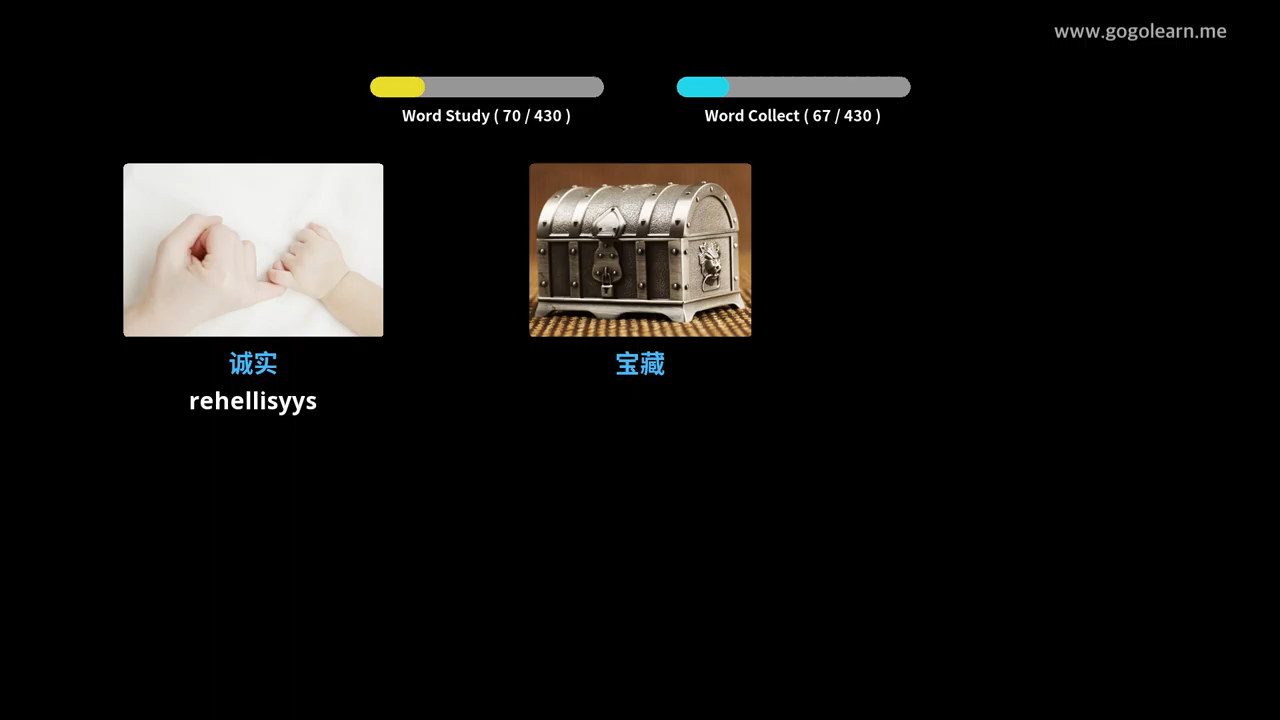 www.gogolearn.me
Word Study ( 70 / 430 )
Word Collect ( 67 / 430 )
诚实
宝藏
rehellisyys